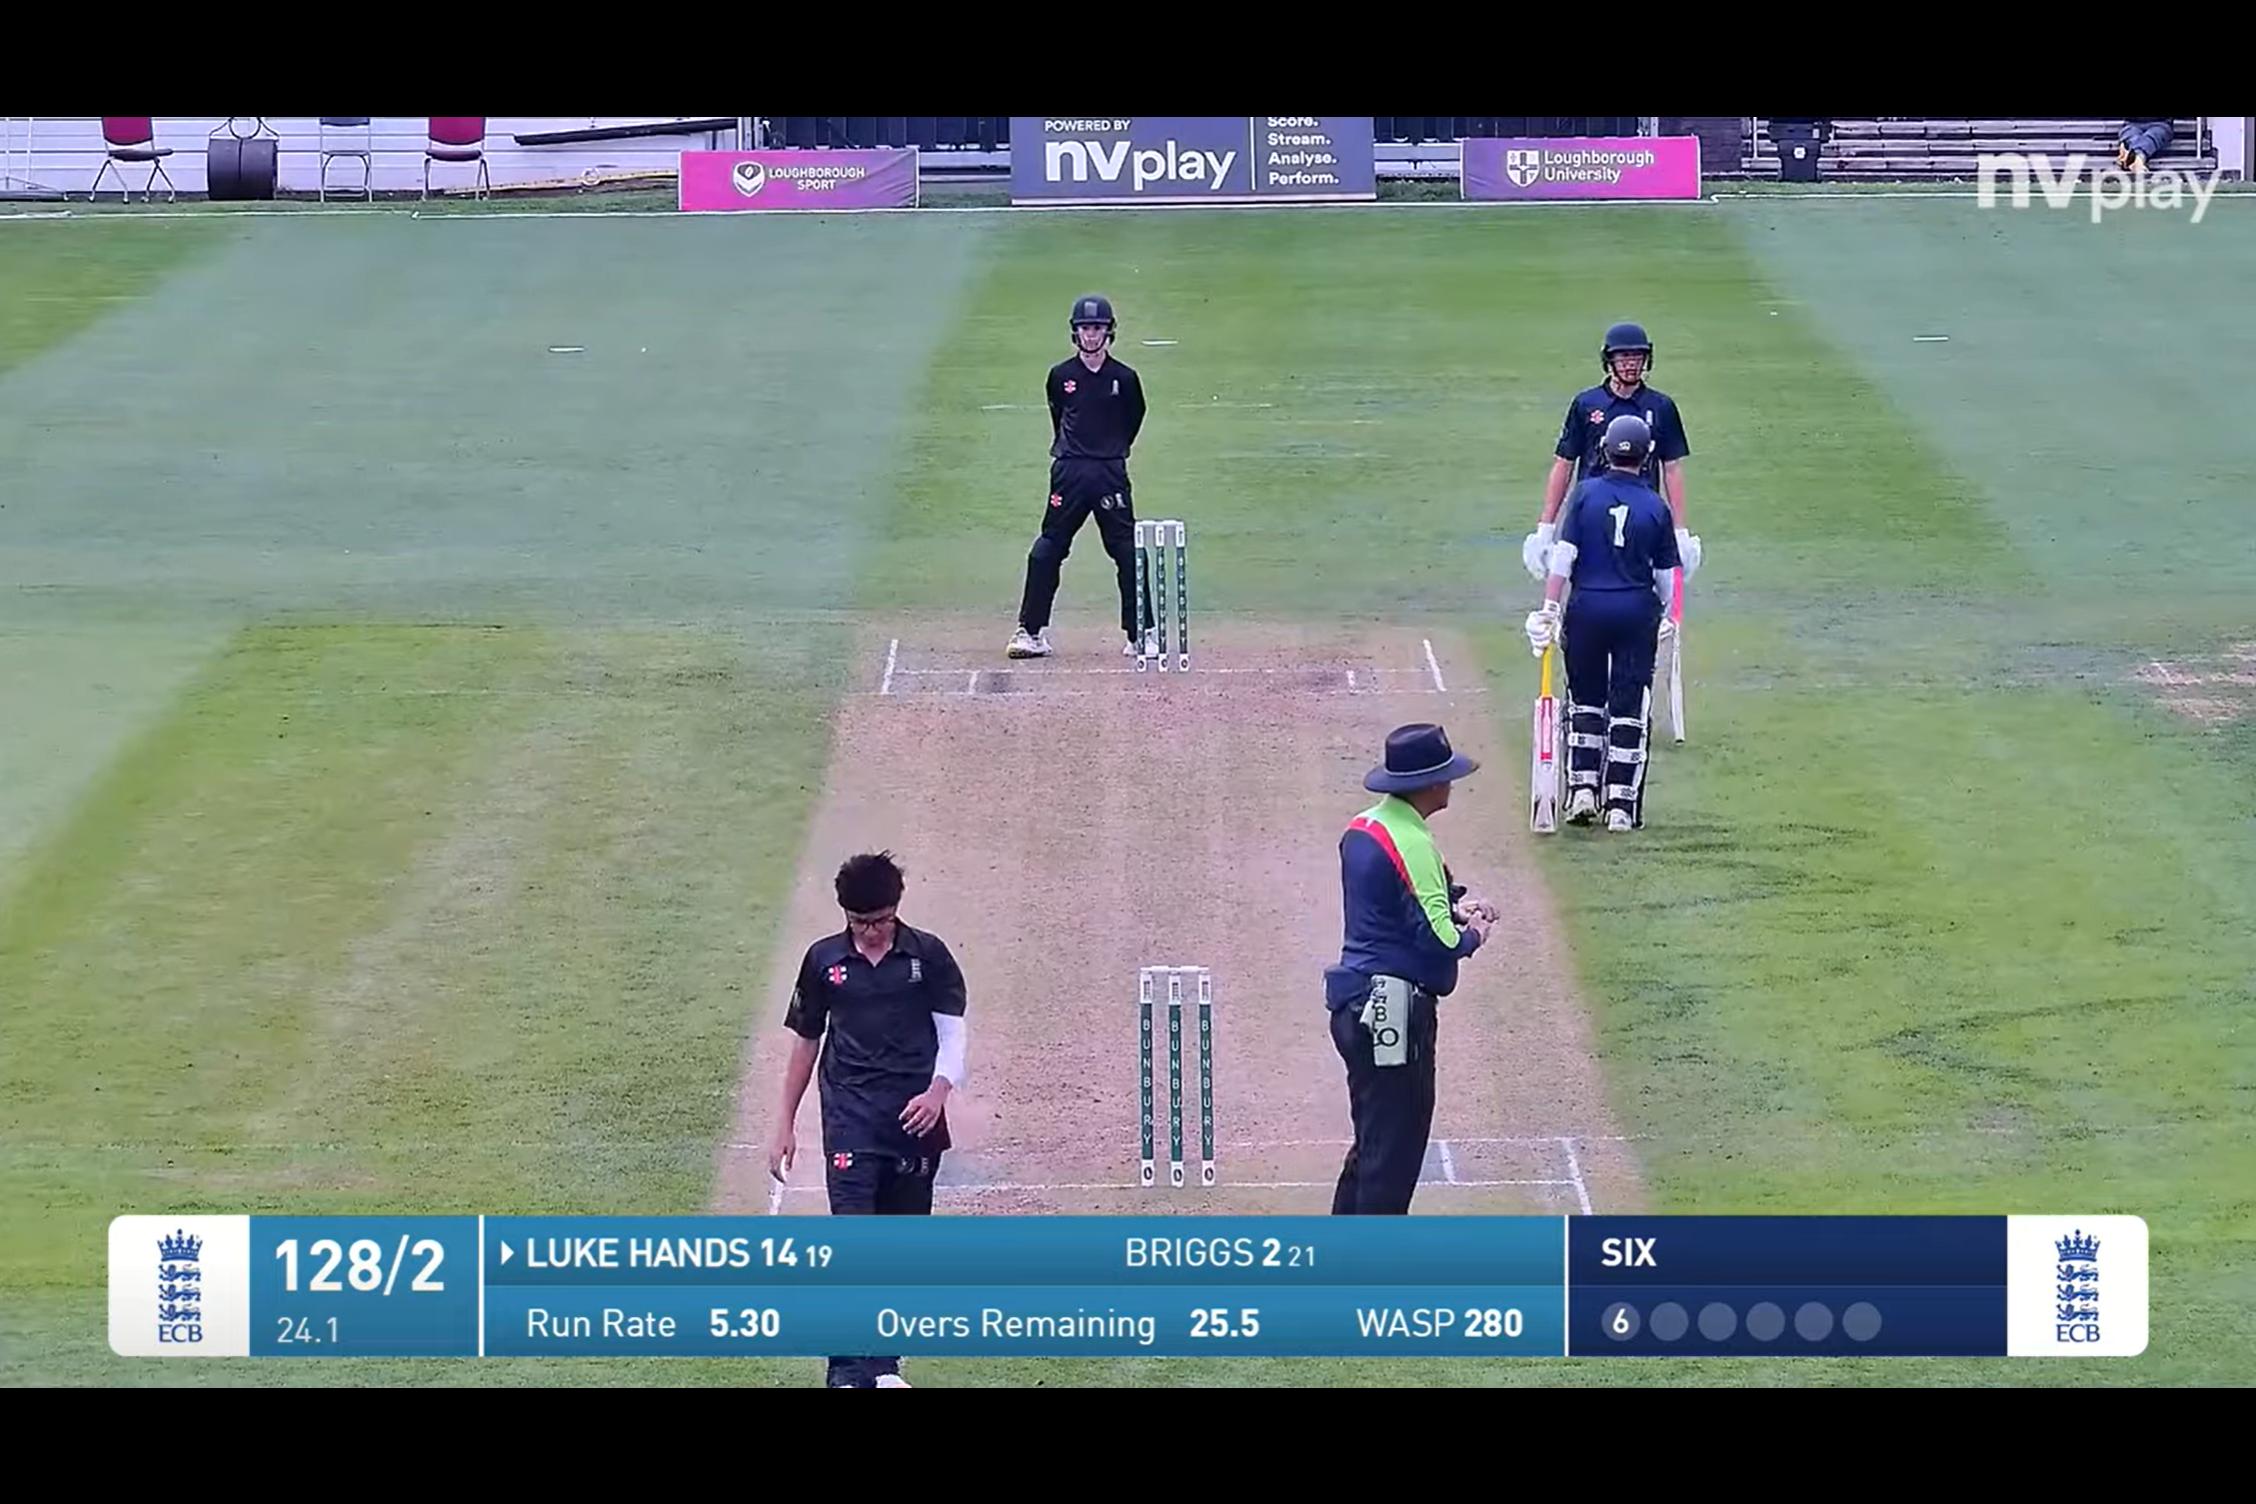 POWERED BY
nvplay
Score.
Stream.
Analyse.
Perform.
LOUGHBOROUGH
SPORT
Loughborough
University
nvplay
1
BUNBURY
BUNBURY
BUNBURY
ECB
128/2
24.1
LUKE HANDS 14 19
BRIGGS 2 21
Run Rate 5.30
Overs Remaining 25.5
WASP 280
SIX
6
ECB